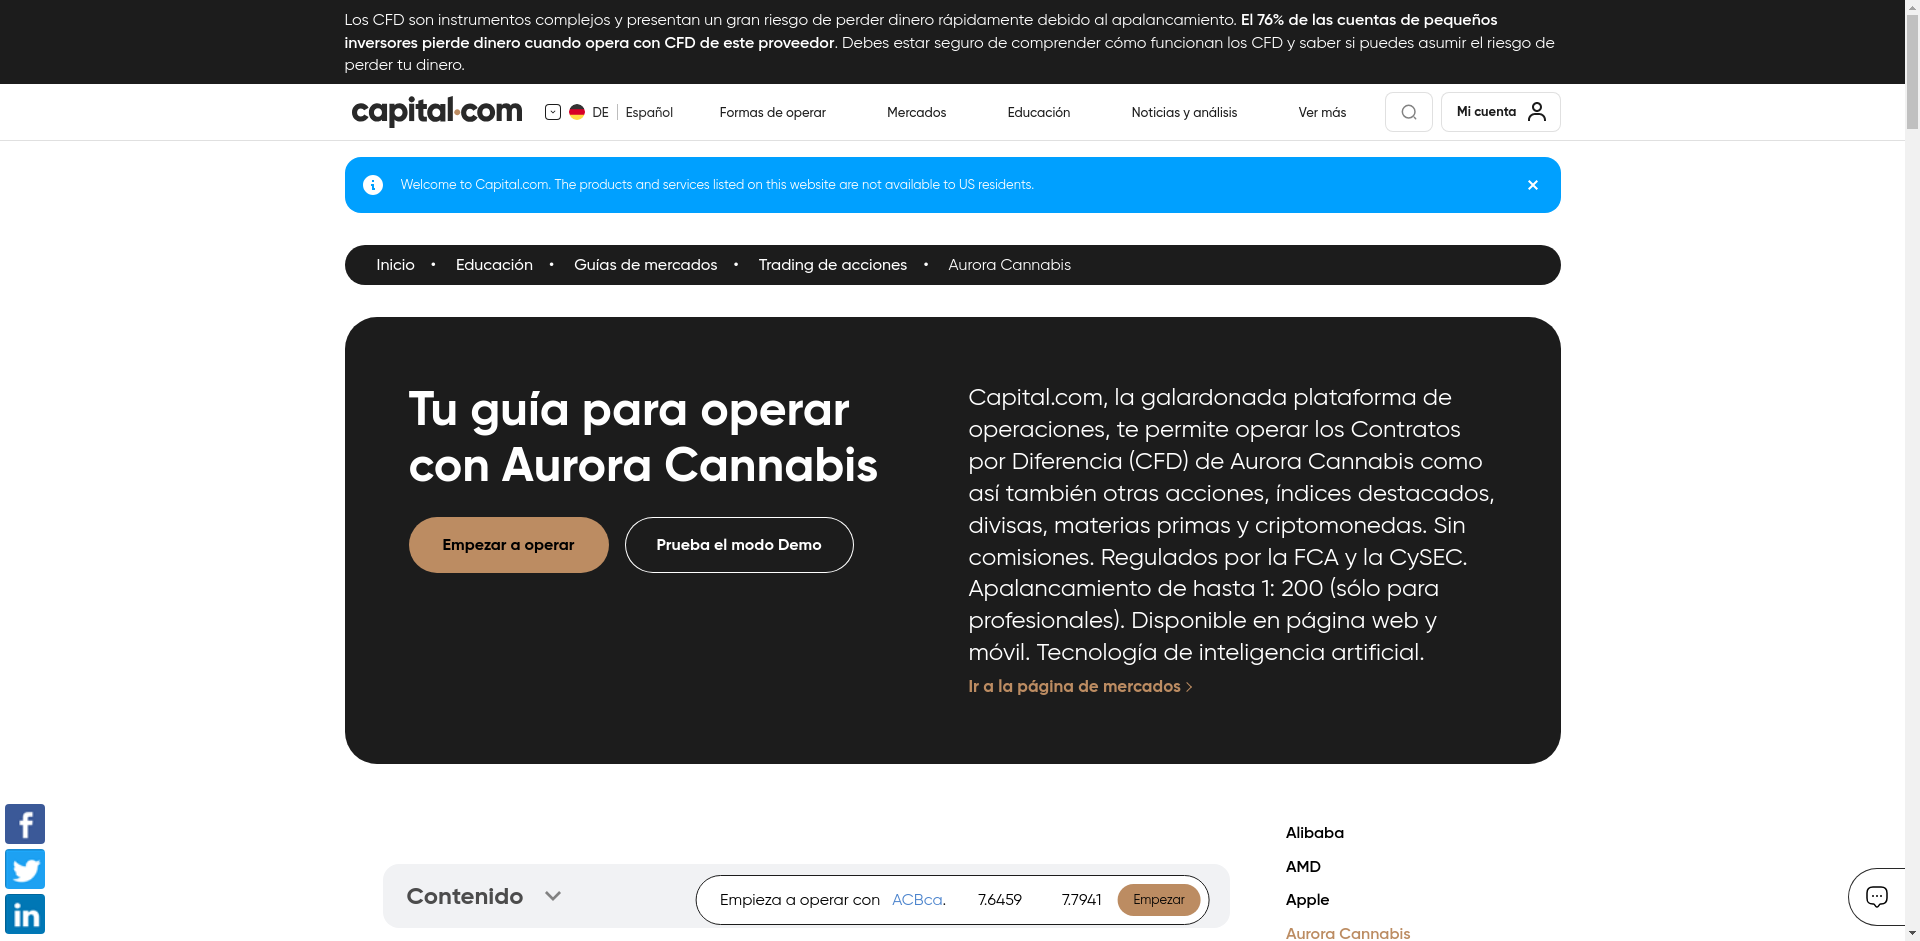 Los CFD son instrumentos complejos y presentan un gran riesgo de perder dinero rápidamente debido al apalancamiento. El 76% de las cuentas de pequeños
inversores pierde dinero cuando opera con CFD de este proveedor. Debes estar seguro de comprender cómo funcionan los CFD y saber si puedes asumir el riesgo de
perder tu dinero.
capital.com DE Español Formas de operar Mercados Educación Noticias y análisis Ver más Mi cuenta
Welcome to Capital.com. The products and services listed on this website are not available to US residents.
Inicio • Educación • Guías de mercados • Trading de acciones • Aurora Cannabis
Tu guía para operar
con Aurora Cannabis
Empezar a operar Prueba el modo Demo
Capital.com, la galardonada plataforma de
operaciones, te permite operar los Contratos
por Diferencia (CFD) de Aurora Cannabis como
así también otras acciones, índices destacados,
divisas, materias primas y criptomonedas. Sin
comisiones. Regulados por la FCA y la CySEC.
Apalancamiento de hasta 1: 200 (sólo para
profesionales). Disponible en página web y
móvil. Tecnología de inteligencia artificial.
Ir a la página de mercados
Contenido
Empieza a operar con ACBca. 7.6459 7.7941 Empezar
Alibaba
AMD
Apple
Aurora Cannabis